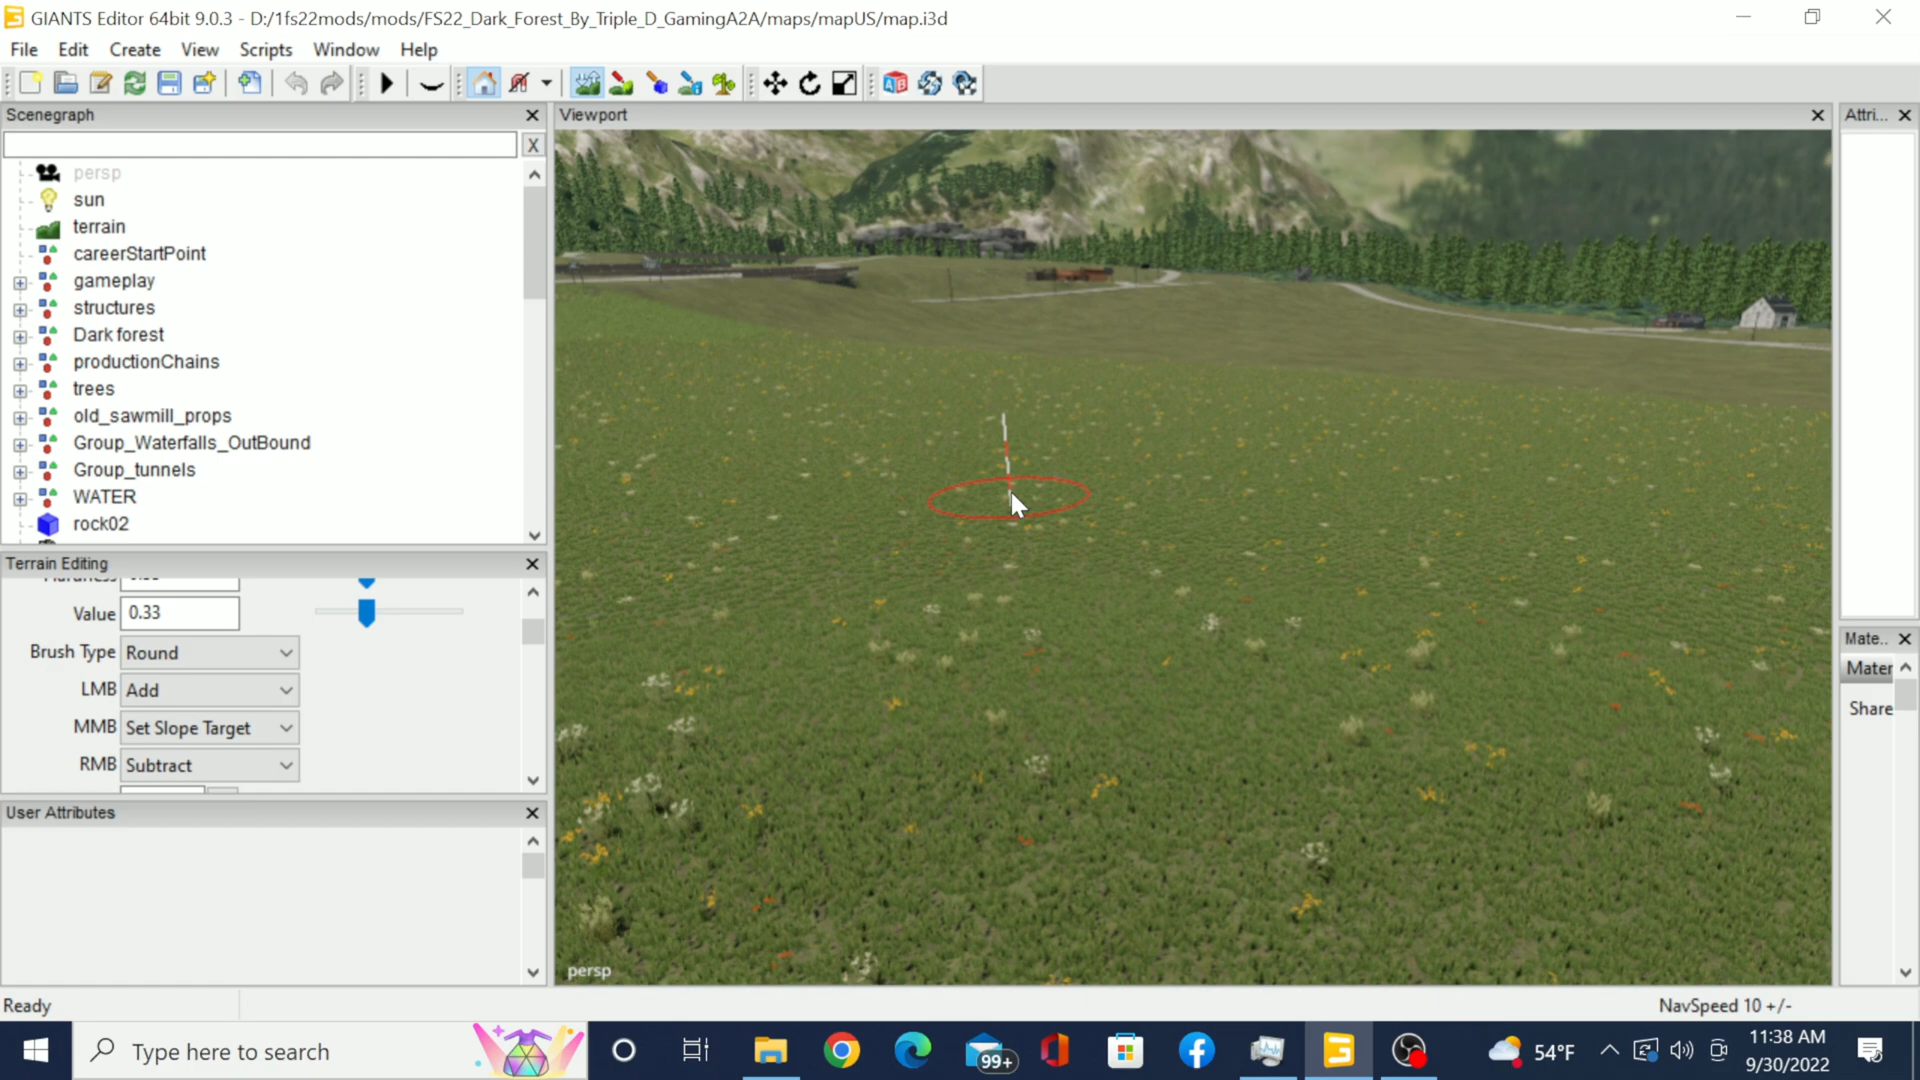 GIANTS Editor 64bit 9.0.3 - D:/1fs22mods/mods/FS22_Dark_Forest_By_Triple_D_GamingA2A/maps/mapUS/map.i3d
File Edit Create View Scripts Window Help
Scenegraph
Viewport
Attri...
X
persp
sun
terrain
careerStartPoint
gameplay
structures
Dark forest
productionChains
trees
old_sawmill_props
Group_Waterfalls_OutBound
Group_tunnels
WATER
rock02
Terrain Editing
Value 0.33
Brush Type Round
LMB Add
MMB Set Slope Target
RMB Subtract
User Attributes
Mate..
Mater
Share
persp
Ready
NavSpeed 10 +/-
Type here to search
99+
54°F
11:38 AM
9/30/2022